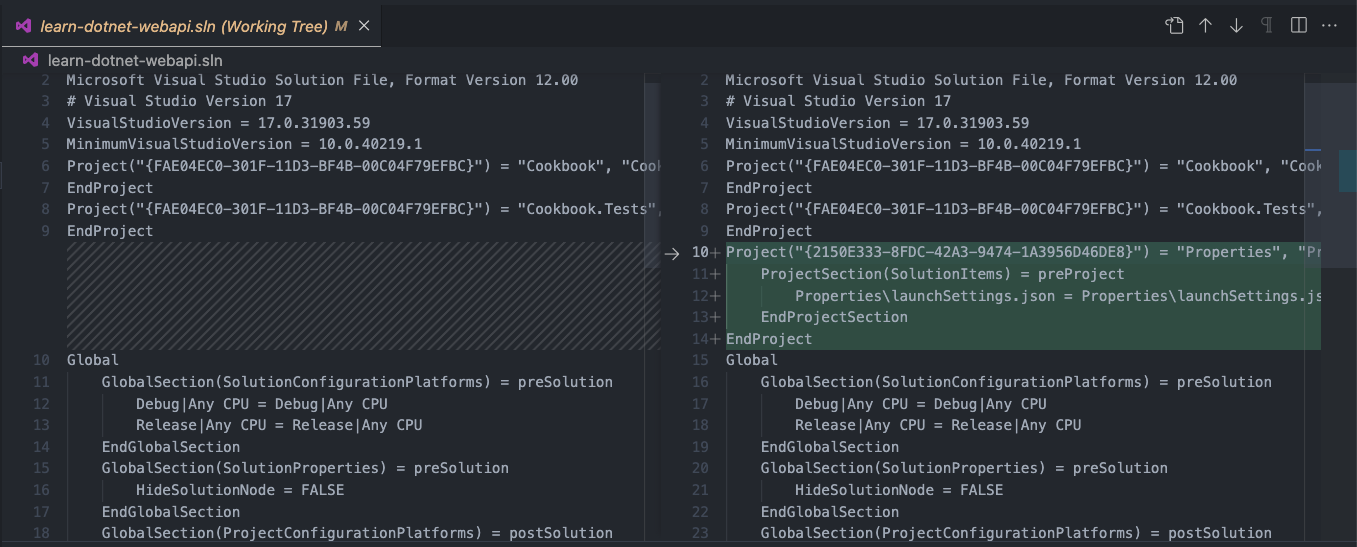 learn-dotnet-webapi.sln (Working Tree) M
learn-dotnet-webapi.sln
2 Microsoft Visual Studio Solution File, Format Version 12.00
3 # Visual Studio Version 17
4 VisualStudioVersion = 17.0.31903.59
5 MinimumVisualStudioVersion = 10.0.40219.1
6 Project("{FAE04EC0-301F-11D3-BF4B-00C04F79EFBC}") = "Cookbook", "Cook
7 EndProject
8 Project("{FAE04EC0-301F-11D3-BF4B-00C04F79EFBC}") = "Cookbook.Tests",
9 EndProject
10 Global
11 GlobalSection(SolutionConfigurationPlatforms) = preSolution
12 Debug|Any CPU = Debug|Any CPU
13 Release|Any CPU = Release|Any CPU
14 EndGlobalSection
15 GlobalSection(SolutionProperties) = preSolution
16 HideSolutionNode = FALSE
17 EndGlobalSection
18 GlobalSection(ProjectConfigurationPlatforms) = postSolution
2 Microsoft Visual Studio Solution File, Format Version 12.00
3 # Visual Studio Version 17
4 VisualStudioVersion = 17.0.31903.59
5 MinimumVisualStudioVersion = 10.0.40219.1
6 Project("{FAE04EC0-301F-11D3-BF4B-00C04F79EFBC}") = "Cookbook", "Cook
7 EndProject
8 Project("{FAE04EC0-301F-11D3-BF4B-00C04F79EFBC}") = "Cookbook.Tests",
9 EndProject
10+ Project("{2150E333-8FDC-42A3-9474-1A3956D46DE8}") = "Properties", "Pr
11+ ProjectSection(SolutionItems) = preProject
12+ Properties\launchSettings.json = Properties\launchSettings.js
13+ EndProjectSection
14+ EndProject
15 Global
16 GlobalSection(SolutionConfigurationPlatforms) = preSolution
17 Debug|Any CPU = Debug|Any CPU
18 Release|Any CPU = Release|Any CPU
19 EndGlobalSection
20 GlobalSection(SolutionProperties) = preSolution
21 HideSolutionNode = FALSE
22 EndGlobalSection
23 GlobalSection(ProjectConfigurationPlatforms) = postSolution